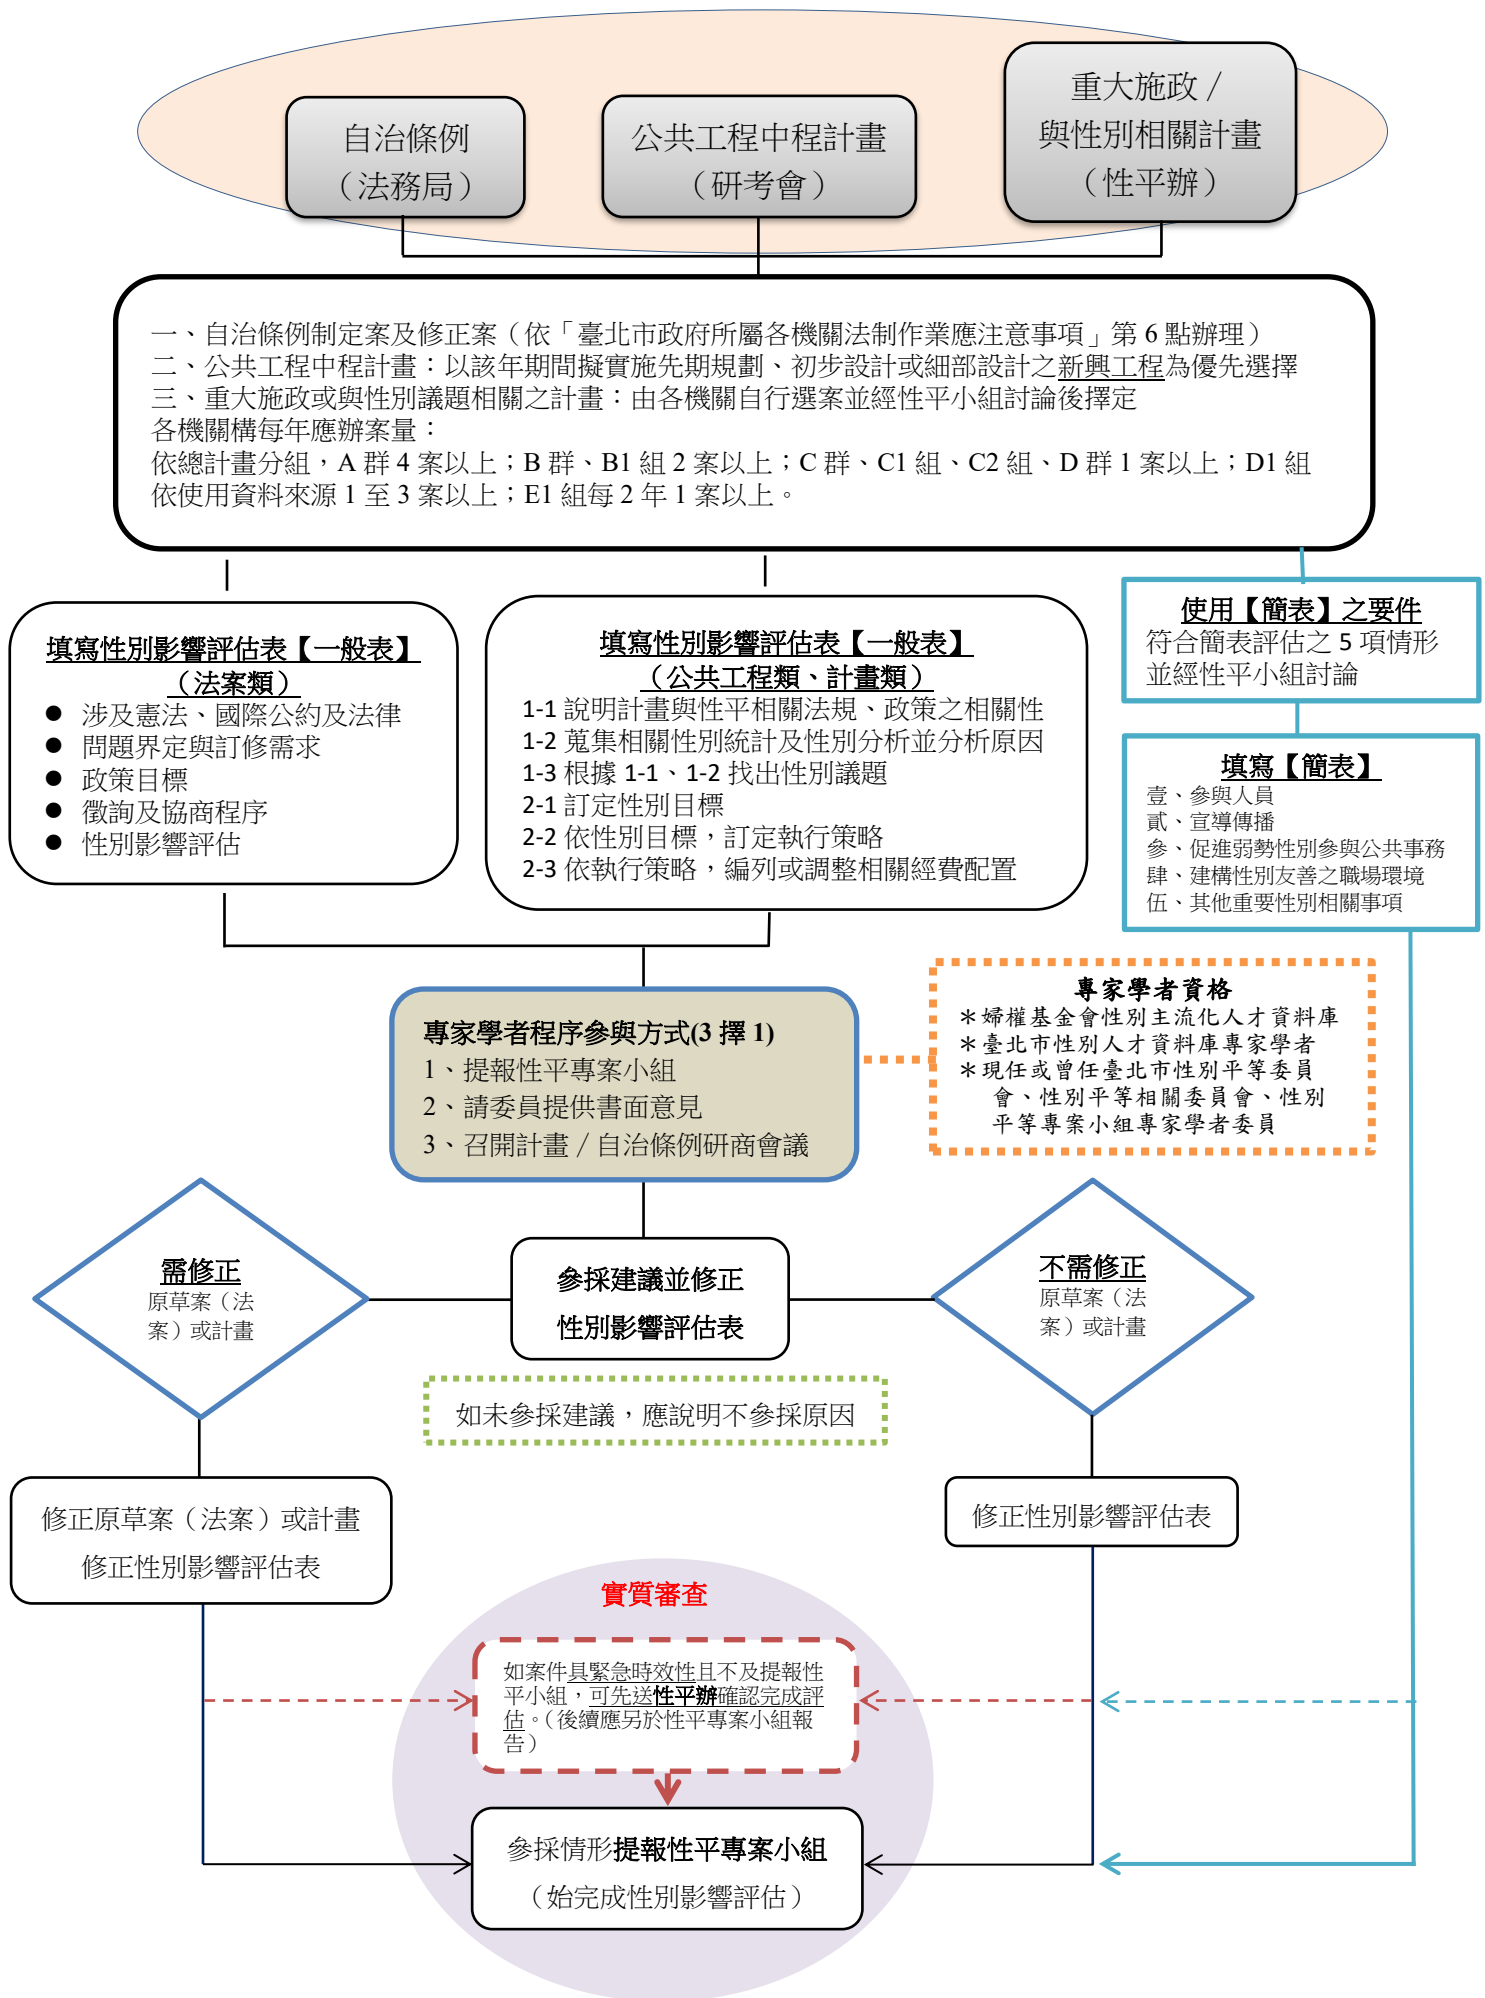 自治條例
（法務局）
公共工程中程計畫
（研考會）
重大施政／
與性別相關計畫
（性平辦）
一、自治條例制定案及修正案（依「臺北市政府所屬各機關法制作業應注意事項」第 6 點辦理）
二、公共工程中程計畫：以該年期間擬實施先期規劃、初步設計或細部設計之新興工程為優先選擇
三、重大施政或與性別議題相關之計畫：由各機關自行選案並經性平小組討論後擇定
各機關構每年應辦案量：
依總計畫分組，A 群 4 案以上；B 群、B1 組 2 案以上；C 群、C1 組、C2 組、D 群 1 案以上；D1 組
依使用資料來源 1 至 3 案以上；E1 組每 2 年 1 案以上。
填寫性別影響評估表【一般表】
（法案類）
● 涉及憲法、國際公約及法律
● 問題界定與訂修需求
● 政策目標
● 徵詢及協商程序
● 性別影響評估
填寫性別影響評估表【一般表】
（公共工程類、計畫類）
1-1 說明計畫與性平相關法規、政策之相關性
1-2 蒐集相關性別統計及性別分析並分析原因
1-3 根據 1-1、1-2 找出性別議題
2-1 訂定性別目標
2-2 依性別目標，訂定執行策略
2-3 依執行策略，編列或調整相關經費配置
使用【簡表】之要件
符合簡表評估之 5 項情形
並經性平小組討論
填寫【簡表】
壹、參與人員
貳、宣導傳播
參、促進弱勢性別參與公共事務
肆、建構性別友善之職場環境
伍、其他重要性別相關事項
專家學者程序參與方式(3 擇 1)
1、提報性平專案小組
2、請委員提供書面意見
3、召開計畫／自治條例研商會議
專家學者資格
＊婦權基金會性別主流化人才資料庫
＊臺北市性別人才資料庫專家學者
＊現任或曾任臺北市性別平等委員
會、性別平等相關委員會、性別
平等專案小組專家學者委員
需修正
原草案（法
案）或計畫
參採建議並修正
性別影響評估表
不需修正
原草案（法
案）或計畫
如未參採建議，應說明不參採原因
修正原草案（法案）或計畫
修正性別影響評估表
修正性別影響評估表
實質審查
如案件具緊急時效性且不及提報性
平小組，可先送性平辦確認完成評
估。（後續應另於性平專案小組報
告）
參採情形提報性平專案小組
（始完成性別影響評估）